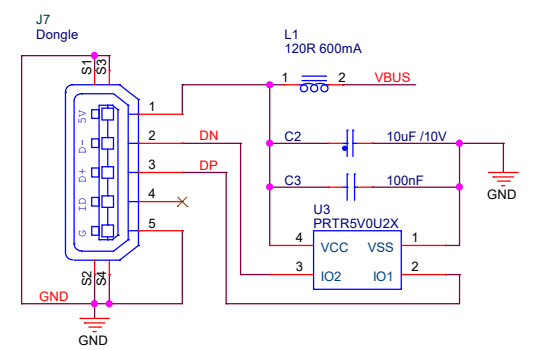 J7
Dongle
L1
120R 600mA
S1
S3
1 2 VBUS
5V 1
D- 2 DN
C2 10uF /10V
D+ 3 DP
C3 100nF
ID 4
GND
U3
PRTR5V0U2X
G 5
4 VCC VSS 1
3 IO2 IO1 2
S2
S4
GND
GND